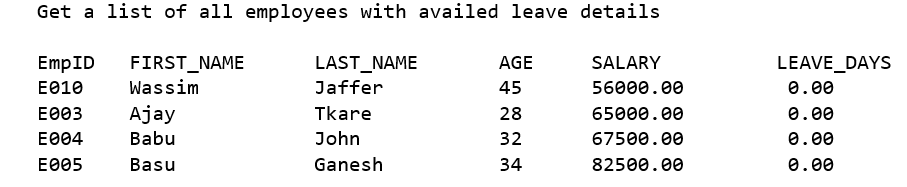 Get a list of all employees with availed leave details
EmpID FIRST_NAME LAST_NAME AGE SALARY LEAVE_DAYS
E010 Wassim Jaffer 45 56000.00 0.00
E003 Ajay Tkare 28 65000.00 0.00
E004 Babu John 32 67500.00 0.00
E005 Basu Ganesh 34 82500.00 0.00